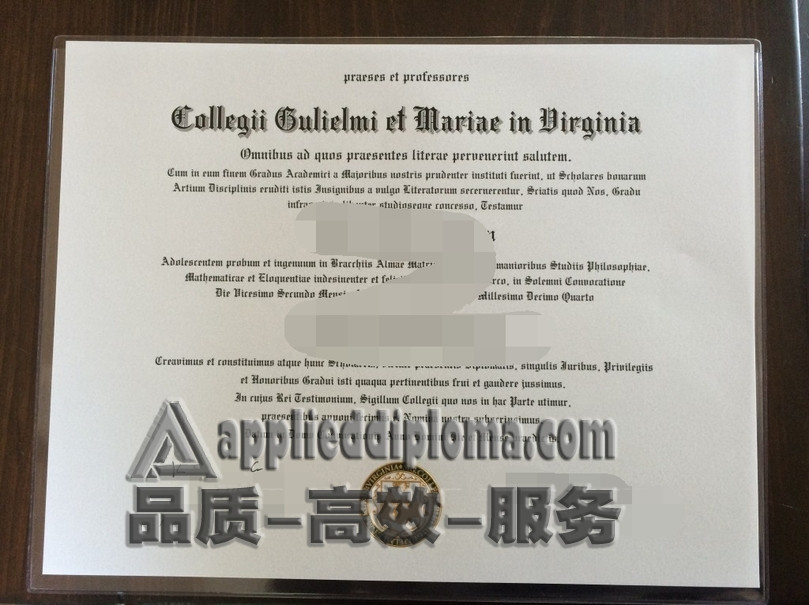 praeses et professores
Collegii Gulielmi et Mariae in Virginia
Omnibus ad quos praesentes literae pervenerint salutem.
Cum in eum finem Gradus Academici a Majoribus nostris prudenter instituti fuerint, ut Scholares bonarum
Artium Disciplinis eruditi istis Insignibus a vulgo Literatorum secernerentur, Sciatis quod Nos, Gradu
studioseque concesso, Testamur
Adolescentem probum et ingenuum in Bracchiis Almae Studiis Philosophiae,
Mathematicae et Eloquentiae indesinenter et in Solemni Convocatione
Die Vicesimo Secundo Millesimo Decimo Quarto
Creavimus et constituimus atque hunc singulis Juribus, Privilegiis
et Honoribus Gradui isti quaqua pertinentibus frui et gaudere jussimus.
In cujus Rei Testimonium, Sigillum Collegii quo nos in hac Parte utimur,
applieddiploma.com
品质-高效-服务